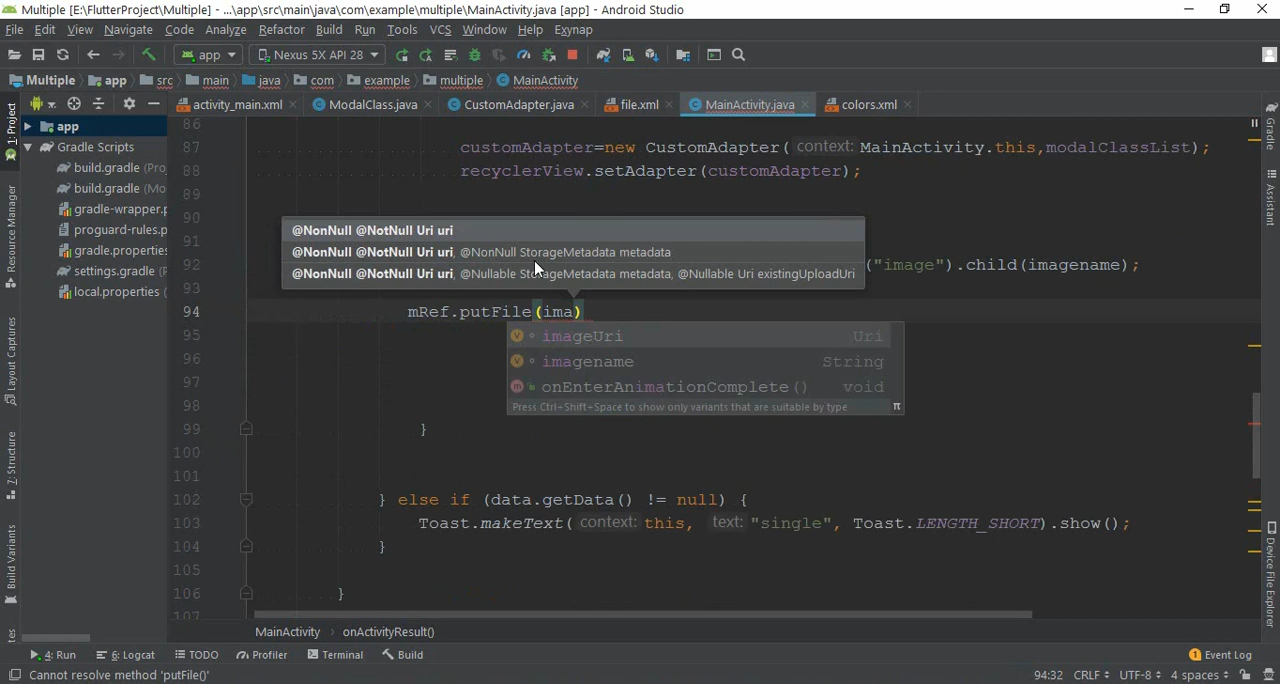 Multiple [E:\FlutterProject\Multiple] - ...\app\src\main\java\com\example\multiple\MainActivity.java [app] - Android Studio
File Edit View Navigate Code Analyze Refactor Build Run Tools VCS Window Help Exynap
app Nexus 5X API 28
Multiple app src main java com example multiple MainActivity
activity_main.xml ModalClass.java CustomAdapter.java file.xml MainActivity.java colors.xml
1: Project
Resource Manager
Layout Captures
7: Structure
Build Variants
app
Gradle Scripts
build.gradle (Pro
build.gradle (Mo
gradle-wrapper.p
proguard-rules.p
gradle.properties
settings.gradle (P
local.properties (
86
87 customAdapter=new CustomAdapter( context: MainActivity.this,modalClassList);
88 recyclerView.setAdapter(customAdapter);
89
90
91
92 ("image").child(imagename);
93
94 mRef.putFile(ima)
95
96
97
98
99 }
100
101
102 } else if (data.getData() != null) {
103 Toast.makeText( context: this, text: "single", Toast.LENGTH_SHORT).show();
104 }
105
106 }
107
@NonNull @NotNull Uri uri
@NonNull @NotNull Uri uri, @NonNull StorageMetadata metadata
@NonNull @NotNull Uri uri, @Nullable StorageMetadata metadata, @Nullable Uri existingUploadUri
imageUri Uri
imagename String
onEnterAnimationComplete() void
Press Ctrl+Shift+Space to show only variants that are suitable by type π
Gradle
Assistant
Device File Explorer
MainActivity › onActivityResult()
4: Run 6: Logcat TODO Profiler Terminal Build 1 Event Log
Cannot resolve method 'putFile()' 94:32 CRLF UTF-8 4 spaces